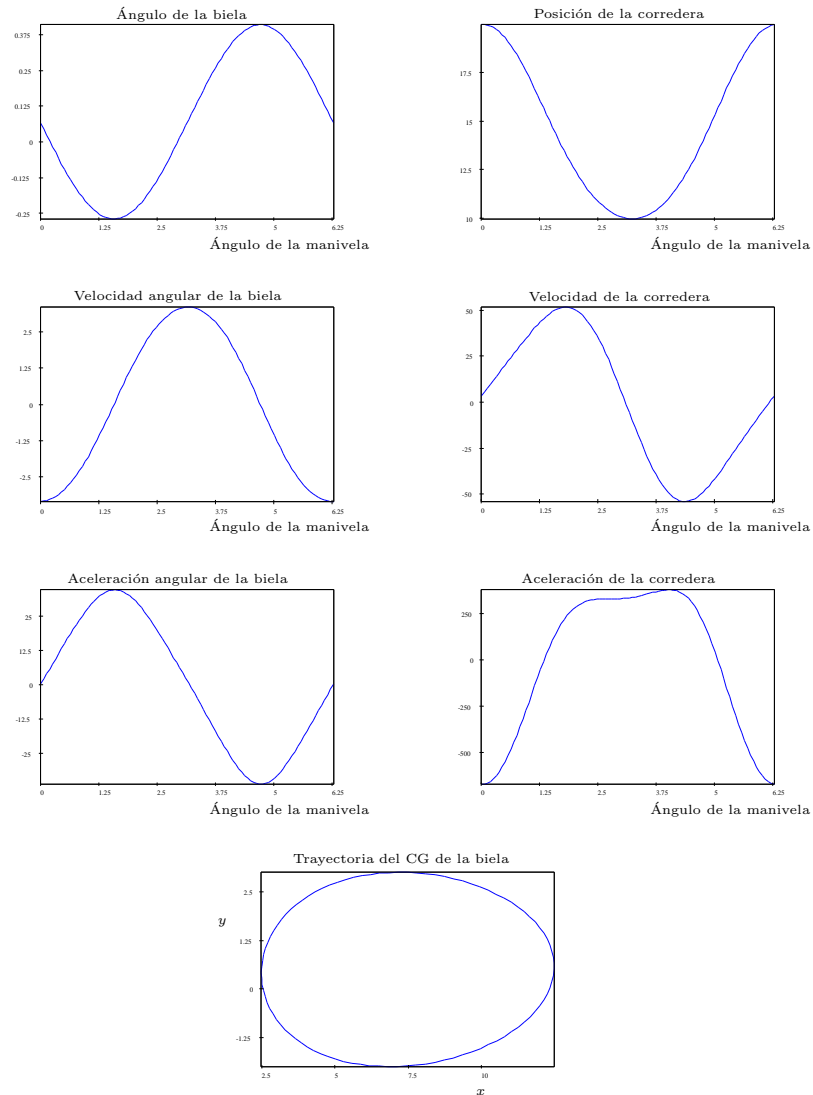 Ángulo de la biela
0.375
0.25
0.125
0
-0.125
-0.25
0 1.25 2.5 3.75 5 6.25
Ángulo de la manivela
Posición de la corredera
17.5
15
12.5
10
0 1.25 2.5 3.75 5 6.25
Ángulo de la manivela
Velocidad angular de la biela
2.5
1.25
0
-1.25
-2.5
0 1.25 2.5 3.75 5 6.25
Ángulo de la manivela
Velocidad de la corredera
50
25
0
-25
-50
0 1.25 2.5 3.75 5 6.25
Ángulo de la manivela
Aceleración angular de la biela
25
12.5
0
-12.5
-25
0 1.25 2.5 3.75 5 6.25
Ángulo de la manivela
Aceleración de la corredera
250
0
-250
-500
0 1.25 2.5 3.75 5 6.25
Ángulo de la manivela
Trayectoria del CG de la biela
2.5
y
1.25
0
-1.25
2.5 5 7.5 10
x